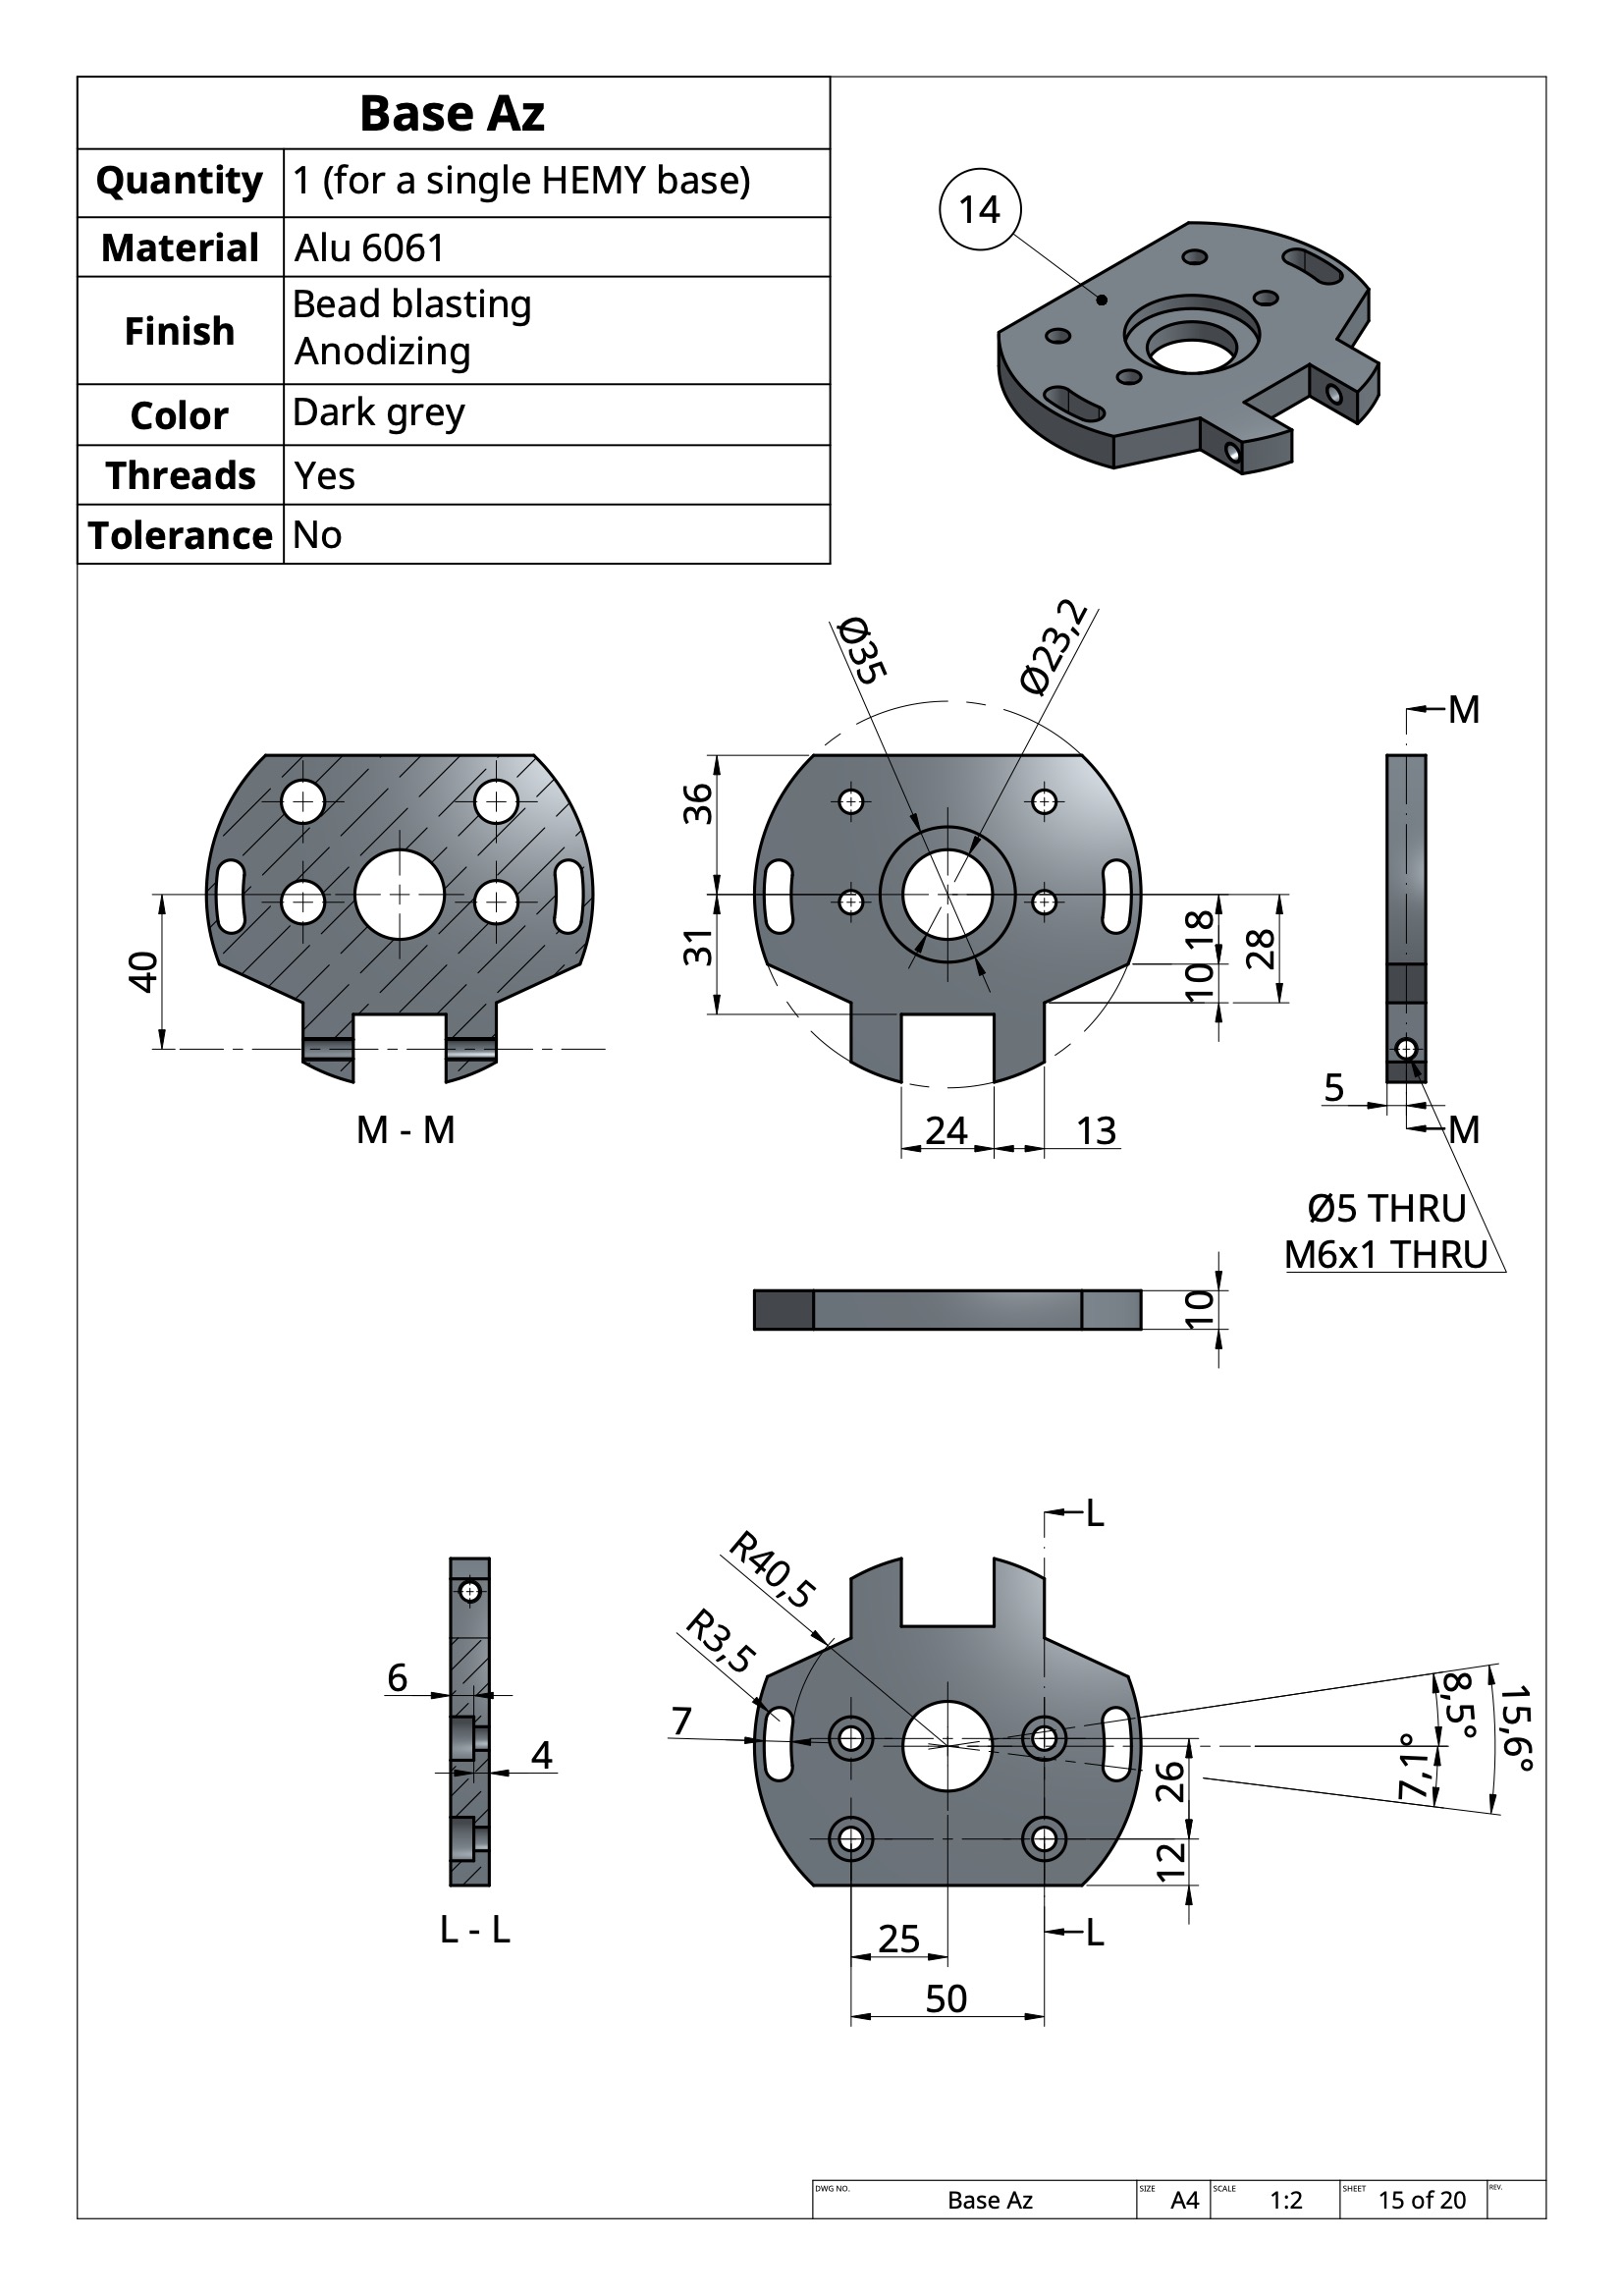 Base Az
Quantity 1 (for a single HEMY base)
Material Alu 6061
Finish Bead blasting
Anodizing
Color Dark grey
Threads Yes
Tolerance No
14
Ø35
Ø23,2
M
36
31
18
10
28
40
24
13
5
M
M - M
Ø5 THRU
M6x1 THRU
10
L
R40,5
R3,5
7
6
4
8,5°
15,6°
7,1°
26
12
L - L
25
L
50
DWG NO. Base Az SIZE A4 SCALE 1:2 SHEET 15 of 20 REV.